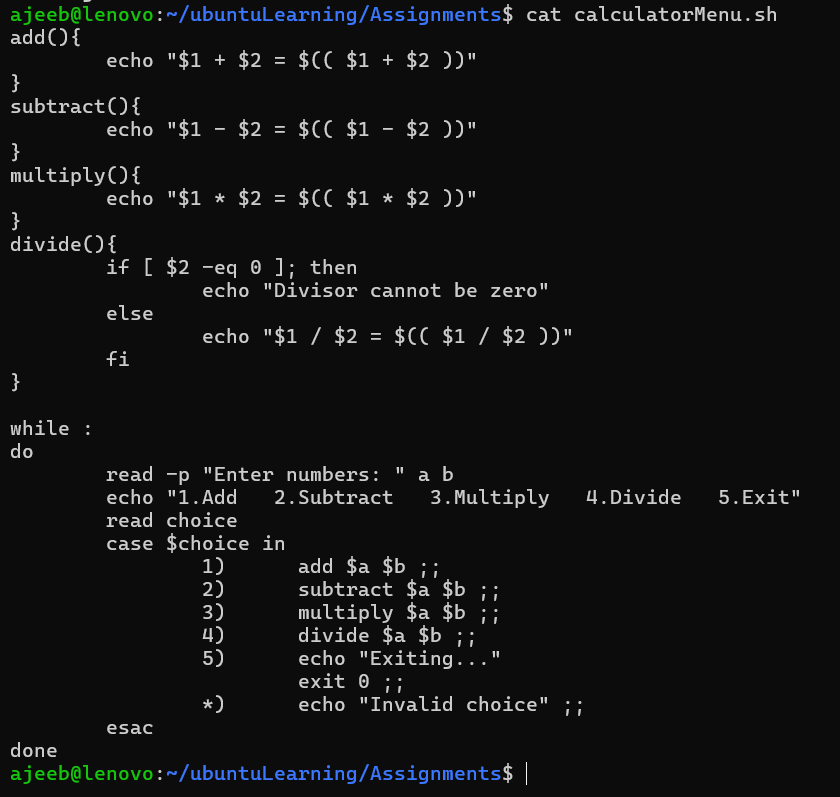 ajeeb@lenovo:~/ubuntuLearning/Assignments$ cat calculatorMenu.sh
add(){
        echo "$1 + $2 = $(( $1 + $2 ))"
}
subtract(){
        echo "$1 - $2 = $(( $1 - $2 ))"
}
multiply(){
        echo "$1 * $2 = $(( $1 * $2 ))"
}
divide(){
        if [ $2 -eq 0 ]; then
                echo "Divisor cannot be zero"
        else
                echo "$1 / $2 = $(( $1 / $2 ))"
        fi
}

while :
do
        read -p "Enter numbers: " a b
        echo "1.Add   2.Subtract   3.Multiply   4.Divide   5.Exit"
        read choice
        case $choice in
                1)      add $a $b ;;
                2)      subtract $a $b ;;
                3)      multiply $a $b ;;
                4)      divide $a $b ;;
                5)      echo "Exiting..."
                        exit 0 ;;
                *)      echo "Invalid choice" ;;
        esac
done
ajeeb@lenovo:~/ubuntuLearning/Assignments$